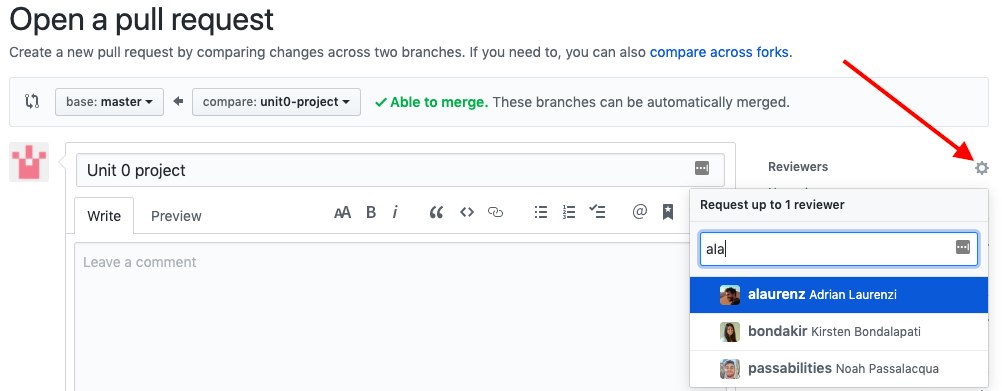 Open a pull request
Create a new pull request by comparing changes across two branches. If you need to, you can also compare across forks.
base: master
compare: unit0-project
Able to merge. These branches can be automatically merged.
Unit 0 project
Reviewers
Write
Preview
AA B i “ <> @
Request up to 1 reviewer
Leave a comment
ala
alaurenz Adrian Laurenzi
bondakir Kirsten Bondalapati
passabilities Noah Passalacqua